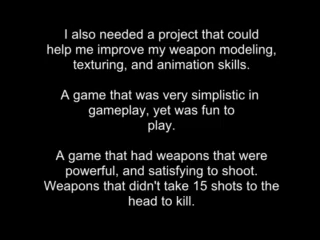 I also needed a project that could
help me improve my weapon modeling,
texturing, and animation skills.
A game that was very simplistic in
gameplay, yet was fun to
play.
A game that had weapons that were
powerful, and satisfying to shoot.
Weapons that didn't take 15 shots to the
head to kill.